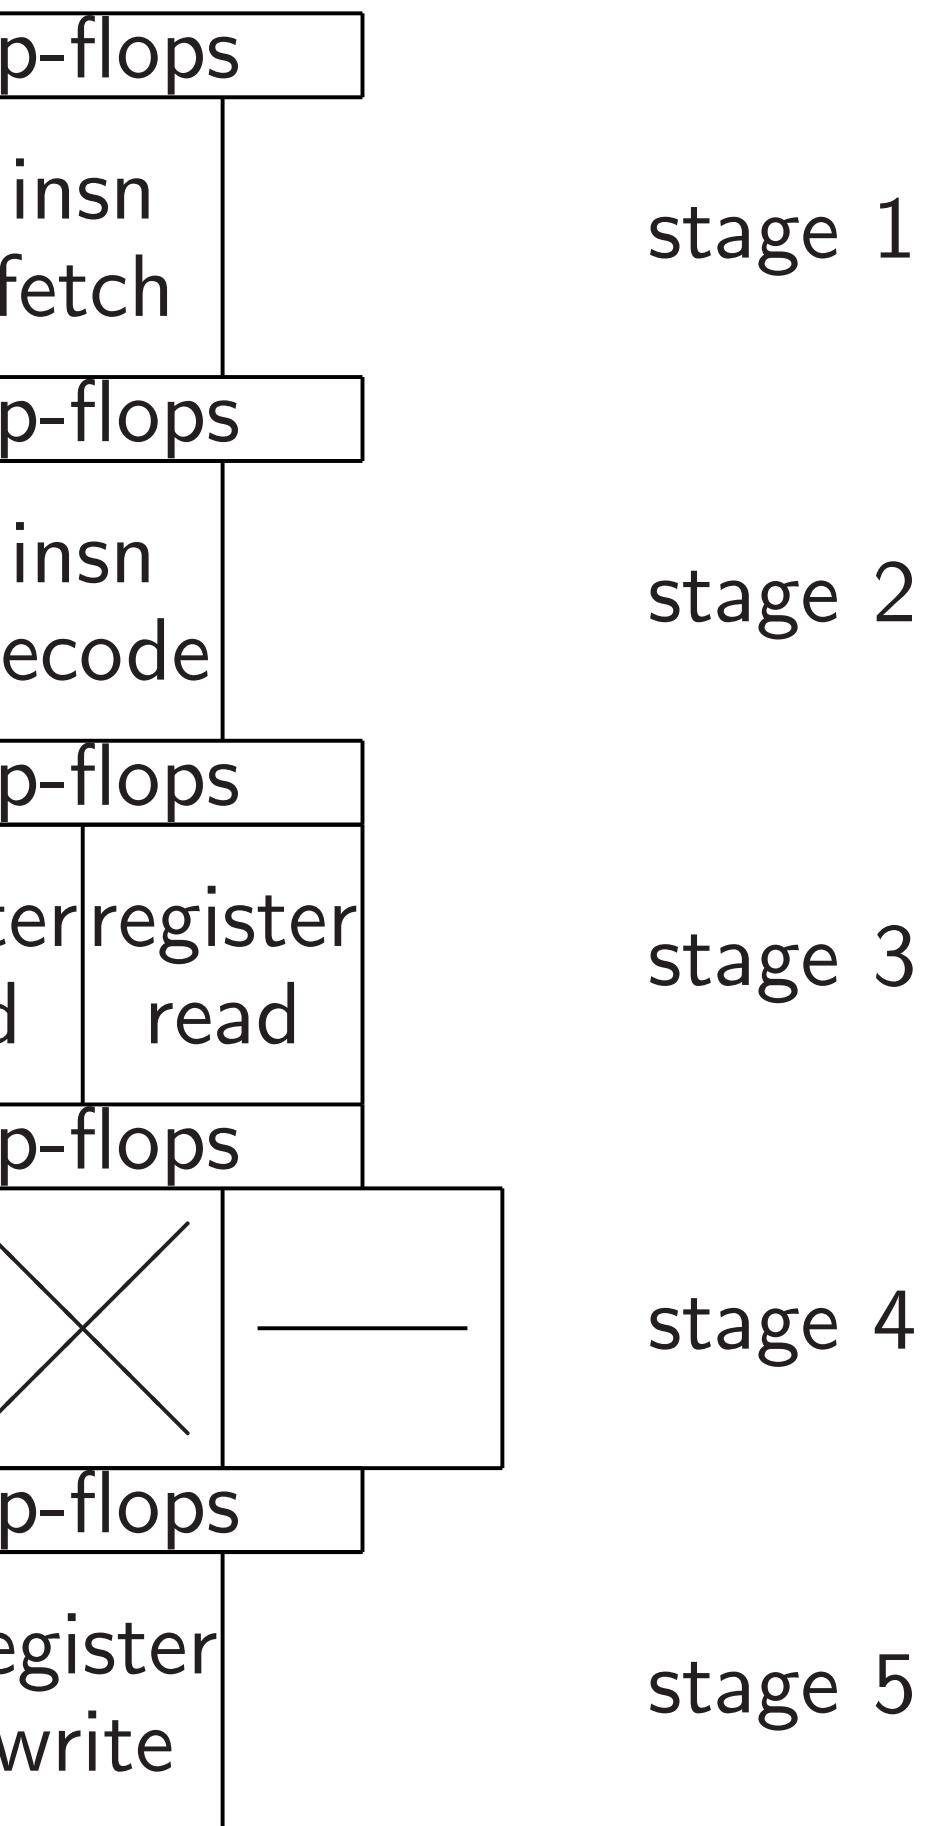 p-flops
insn
fetch
stage 1
p-flops
insn
ecode
stage 2
p-flops
ter register
d read
stage 3
p-flops
stage 4
p-flops
egister
write
stage 5